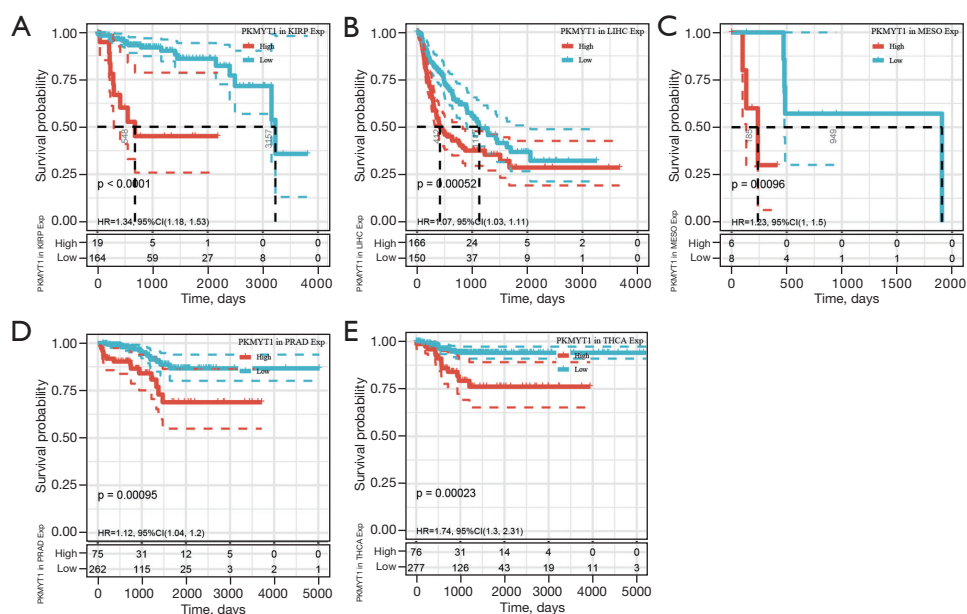 A
PKMYT1 in KIRP Exp
High
Low
Survival probability
1.00
0.75
0.50
0.25
0.00
3157
p < 0.0001
HR=1.34, 95%CI(1.18, 1.53)
PKMYT1 in KIRP Exp
High 19 5 1 0 0
Low 164 59 27 8 0
0 1000 2000 3000 4000
Time, days
B
PKMYT1 in LIHC Exp
High
Low
Survival probability
1.00
0.75
0.50
0.25
0.00
p = 0.00052
HR=1.07, 95%CI(1.03, 1.11)
PKMYT1 in LIHC Exp
High 166 24 5 2 0
Low 150 37 9 1 0
0 1000 2000 3000 4000
Time, days
C
PKMYT1 in MESO Exp
High
Low
Survival probability
1.00
0.75
0.50
0.25
0.00
185
949
p = 0.0096
HR=1.23, 95%CI(1, 1.5)
PKMYT1 in MESO Exp
High 6 0 0 0 0
Low 8 4 1 1 0
0 500 1000 1500 2000
Time, days
D
PKMYT1 in PRAD Exp
High
Low
Survival probability
1.00
0.75
0.50
0.25
0.00
p = 0.00095
HR=1.12, 95%CI(1.04, 1.2)
PKMYT1 in PRAD Exp
High 75 31 12 5 0 0
Low 262 115 25 3 2 1
0 1000 2000 3000 4000 5000
Time, days
E
PKMYT1 in THCA Exp
High
Low
Survival probability
1.00
0.75
0.50
0.25
0.00
p = 0.00023
HR=1.74, 95%CI(1.3, 2.31)
PKMYT1 in THCA Exp
High 76 31 14 4 0 0
Low 277 126 43 19 11 3
0 1000 2000 3000 4000 5000
Time, days